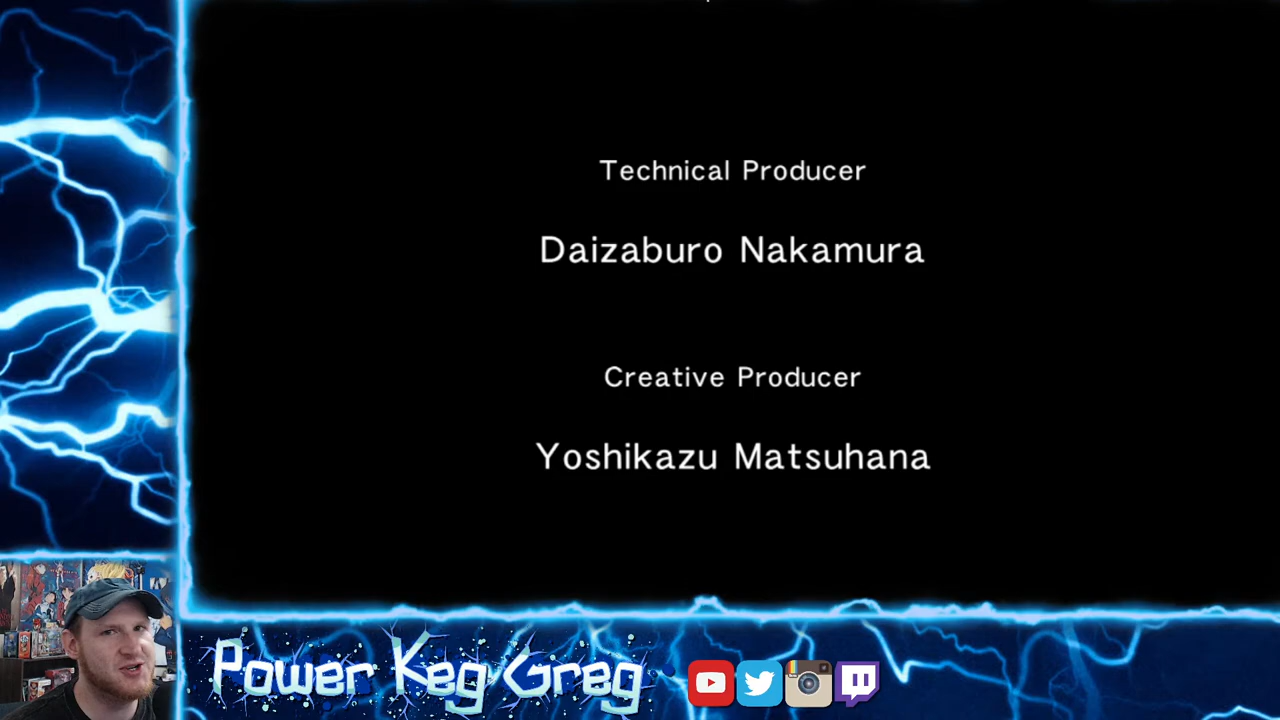 Technical Producer
Daizaburo Nakamura
Creative Producer
Yoshikazu Matsuhana
Power Keg Greg